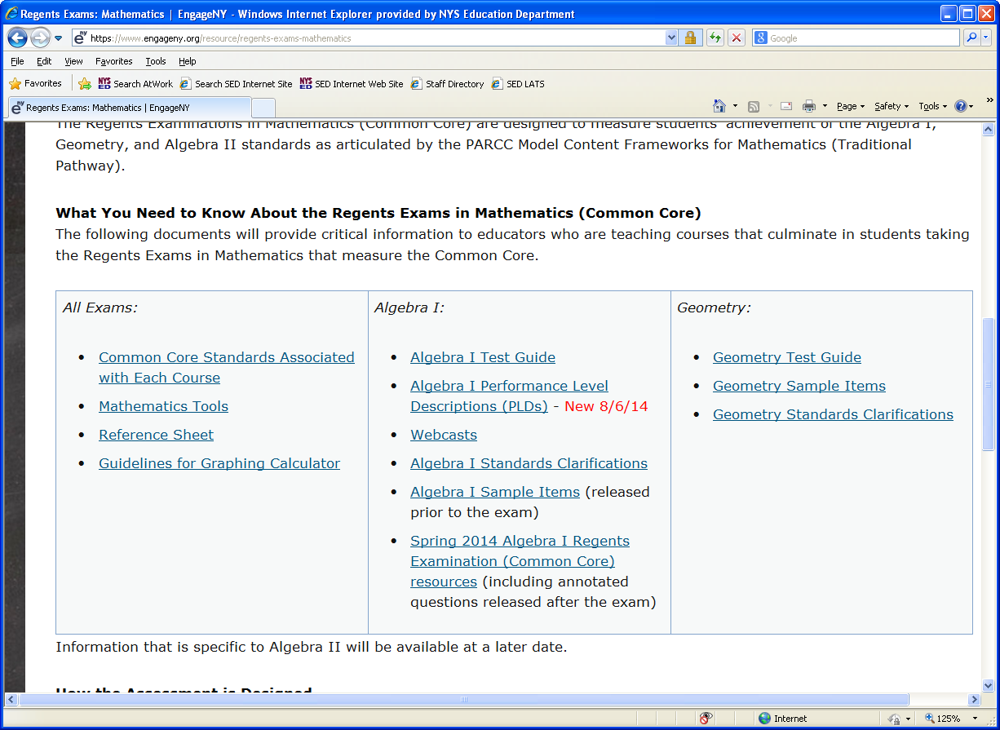 Regents Exams: Mathematics | EngageNY - Windows Internet Explorer provided by NYS Education Department
https://www.engageny.org/resource/regents-exams-mathematics
Google
File Edit View Favorites Tools Help
Favorites NYS ED Search AtWork Search SED Internet Site NYS ED SED Internet Web Site Staff Directory SED LATS
Regents Exams: Mathematics | EngageNY
Page Safety Tools
The Regents Examinations in Mathematics (Common Core) are designed to measure students' achievement of the Algebra I,
Geometry, and Algebra II standards as articulated by the PARCC Model Content Frameworks for Mathematics (Traditional
Pathway).
What You Need to Know About the Regents Exams in Mathematics (Common Core)
The following documents will provide critical information to educators who are teaching courses that culminate in students taking
the Regents Exams in Mathematics that measure the Common Core.
All Exams:
• Common Core Standards Associated
with Each Course
• Mathematics Tools
• Reference Sheet
• Guidelines for Graphing Calculator
Algebra I:
• Algebra I Test Guide
• Algebra I Performance Level
Descriptions (PLDs) - New 8/6/14
• Webcasts
• Algebra I Standards Clarifications
• Algebra I Sample Items (released
prior to the exam)
• Spring 2014 Algebra I Regents
Examination (Common Core)
resources (including annotated
questions released after the exam)
Geometry:
• Geometry Test Guide
• Geometry Sample Items
• Geometry Standards Clarifications
Information that is specific to Algebra II will be available at a later date.
How the Assessment is Designed
Internet
125%